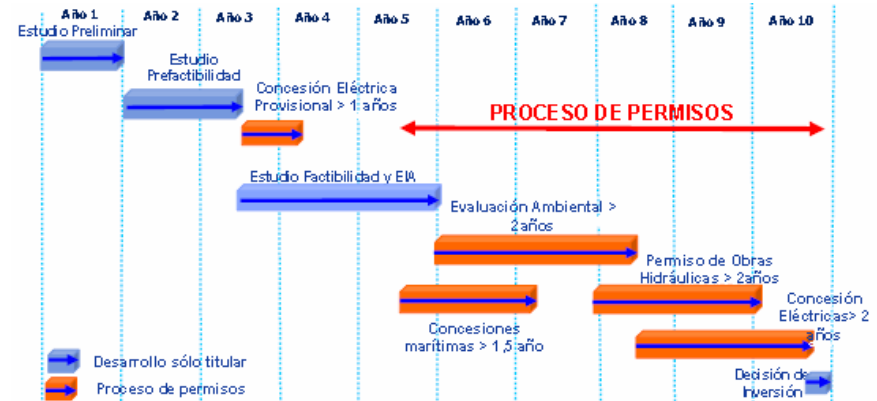 Año 1
Año 2
Año 3
Año 4
Año 5
Año 6
Año 7
Año 8
Año 9
Año 10
Estudio Preliminar
Estudio
Prefactibilidad
Concesión Eléctrica
Provisional > 1 años
PROCESO DE PERMISOS
Estudio Factibilidad y EIA
Evaluación Ambiental >
2años
Permiso de Obras
Hidráulicas > 2años
Concesión
Eléctricas> 2
años
Concesiones
marítimas > 1,5 año
Desarrollo sólo titular
Proceso de permisos
Decisión de
Inversión